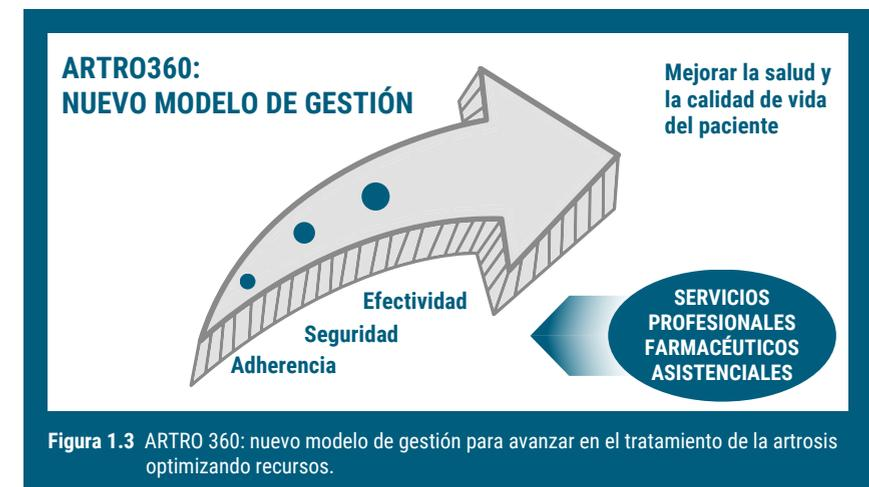 ARTRO360:
NUEVO MODELO DE GESTIÓN
Mejorar la salud y
la calidad de vida
del paciente
Efectividad
Seguridad
Adherencia
SERVICIOS
PROFESIONALES
FARMACÉUTICOS
ASISTENCIALES
Figura 1.3 ARTRO 360: nuevo modelo de gestión para avanzar en el tratamiento de la artrosis
optimizando recursos.